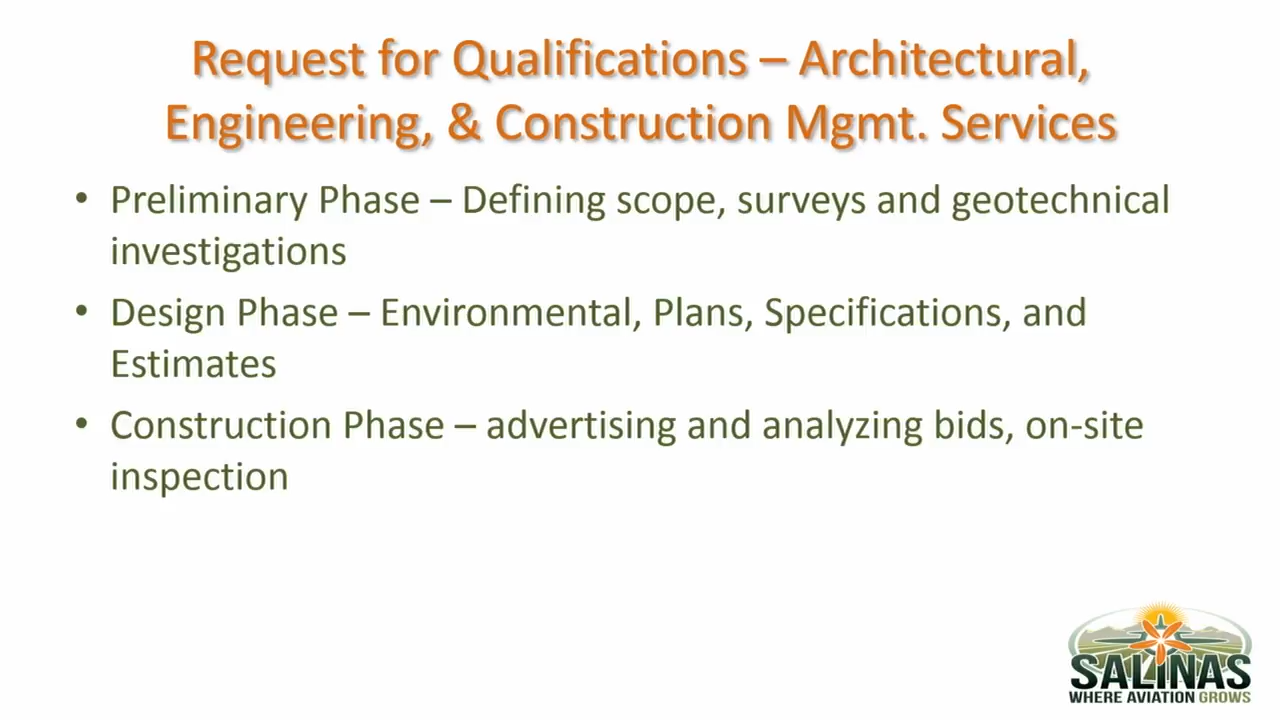 Request for Qualifications – Architectural,
Engineering, & Construction Mgmt. Services
• Preliminary Phase – Defining scope, surveys and geotechnical
investigations
• Design Phase – Environmental, Plans, Specifications, and
Estimates
• Construction Phase – advertising and analyzing bids, on-site
inspection
SALINAS
WHERE AVIATION GROWS